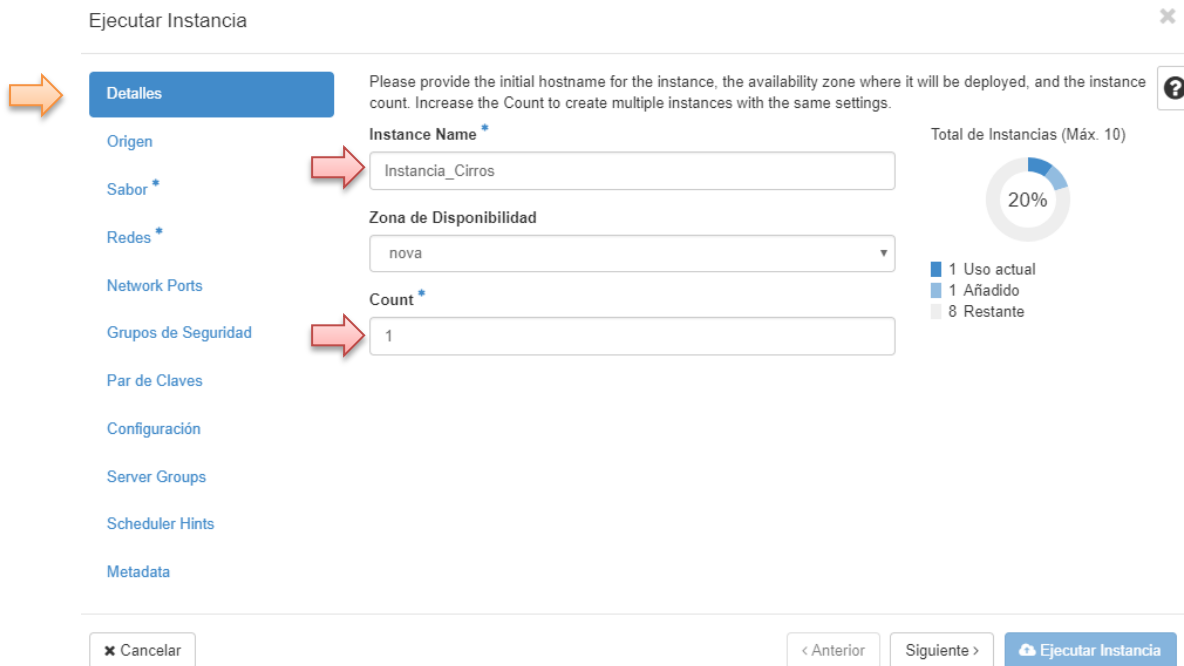 Ejecutar Instancia
×
Detalles
Origen
Sabor *
Redes *
Network Ports
Grupos de Seguridad
Par de Claves
Configuración
Server Groups
Scheduler Hints
Metadata
Please provide the initial hostname for the instance, the availability zone where it will be deployed, and the instance
count. Increase the Count to create multiple instances with the same settings.
?
Instance Name *
Instancia_Cirros
Zona de Disponibilidad
nova
Count *
1
Total de Instancias (Máx. 10)
20%
1 Uso actual
1 Añadido
8 Restante
× Cancelar
< Anterior
Siguiente >
Ejecutar Instancia